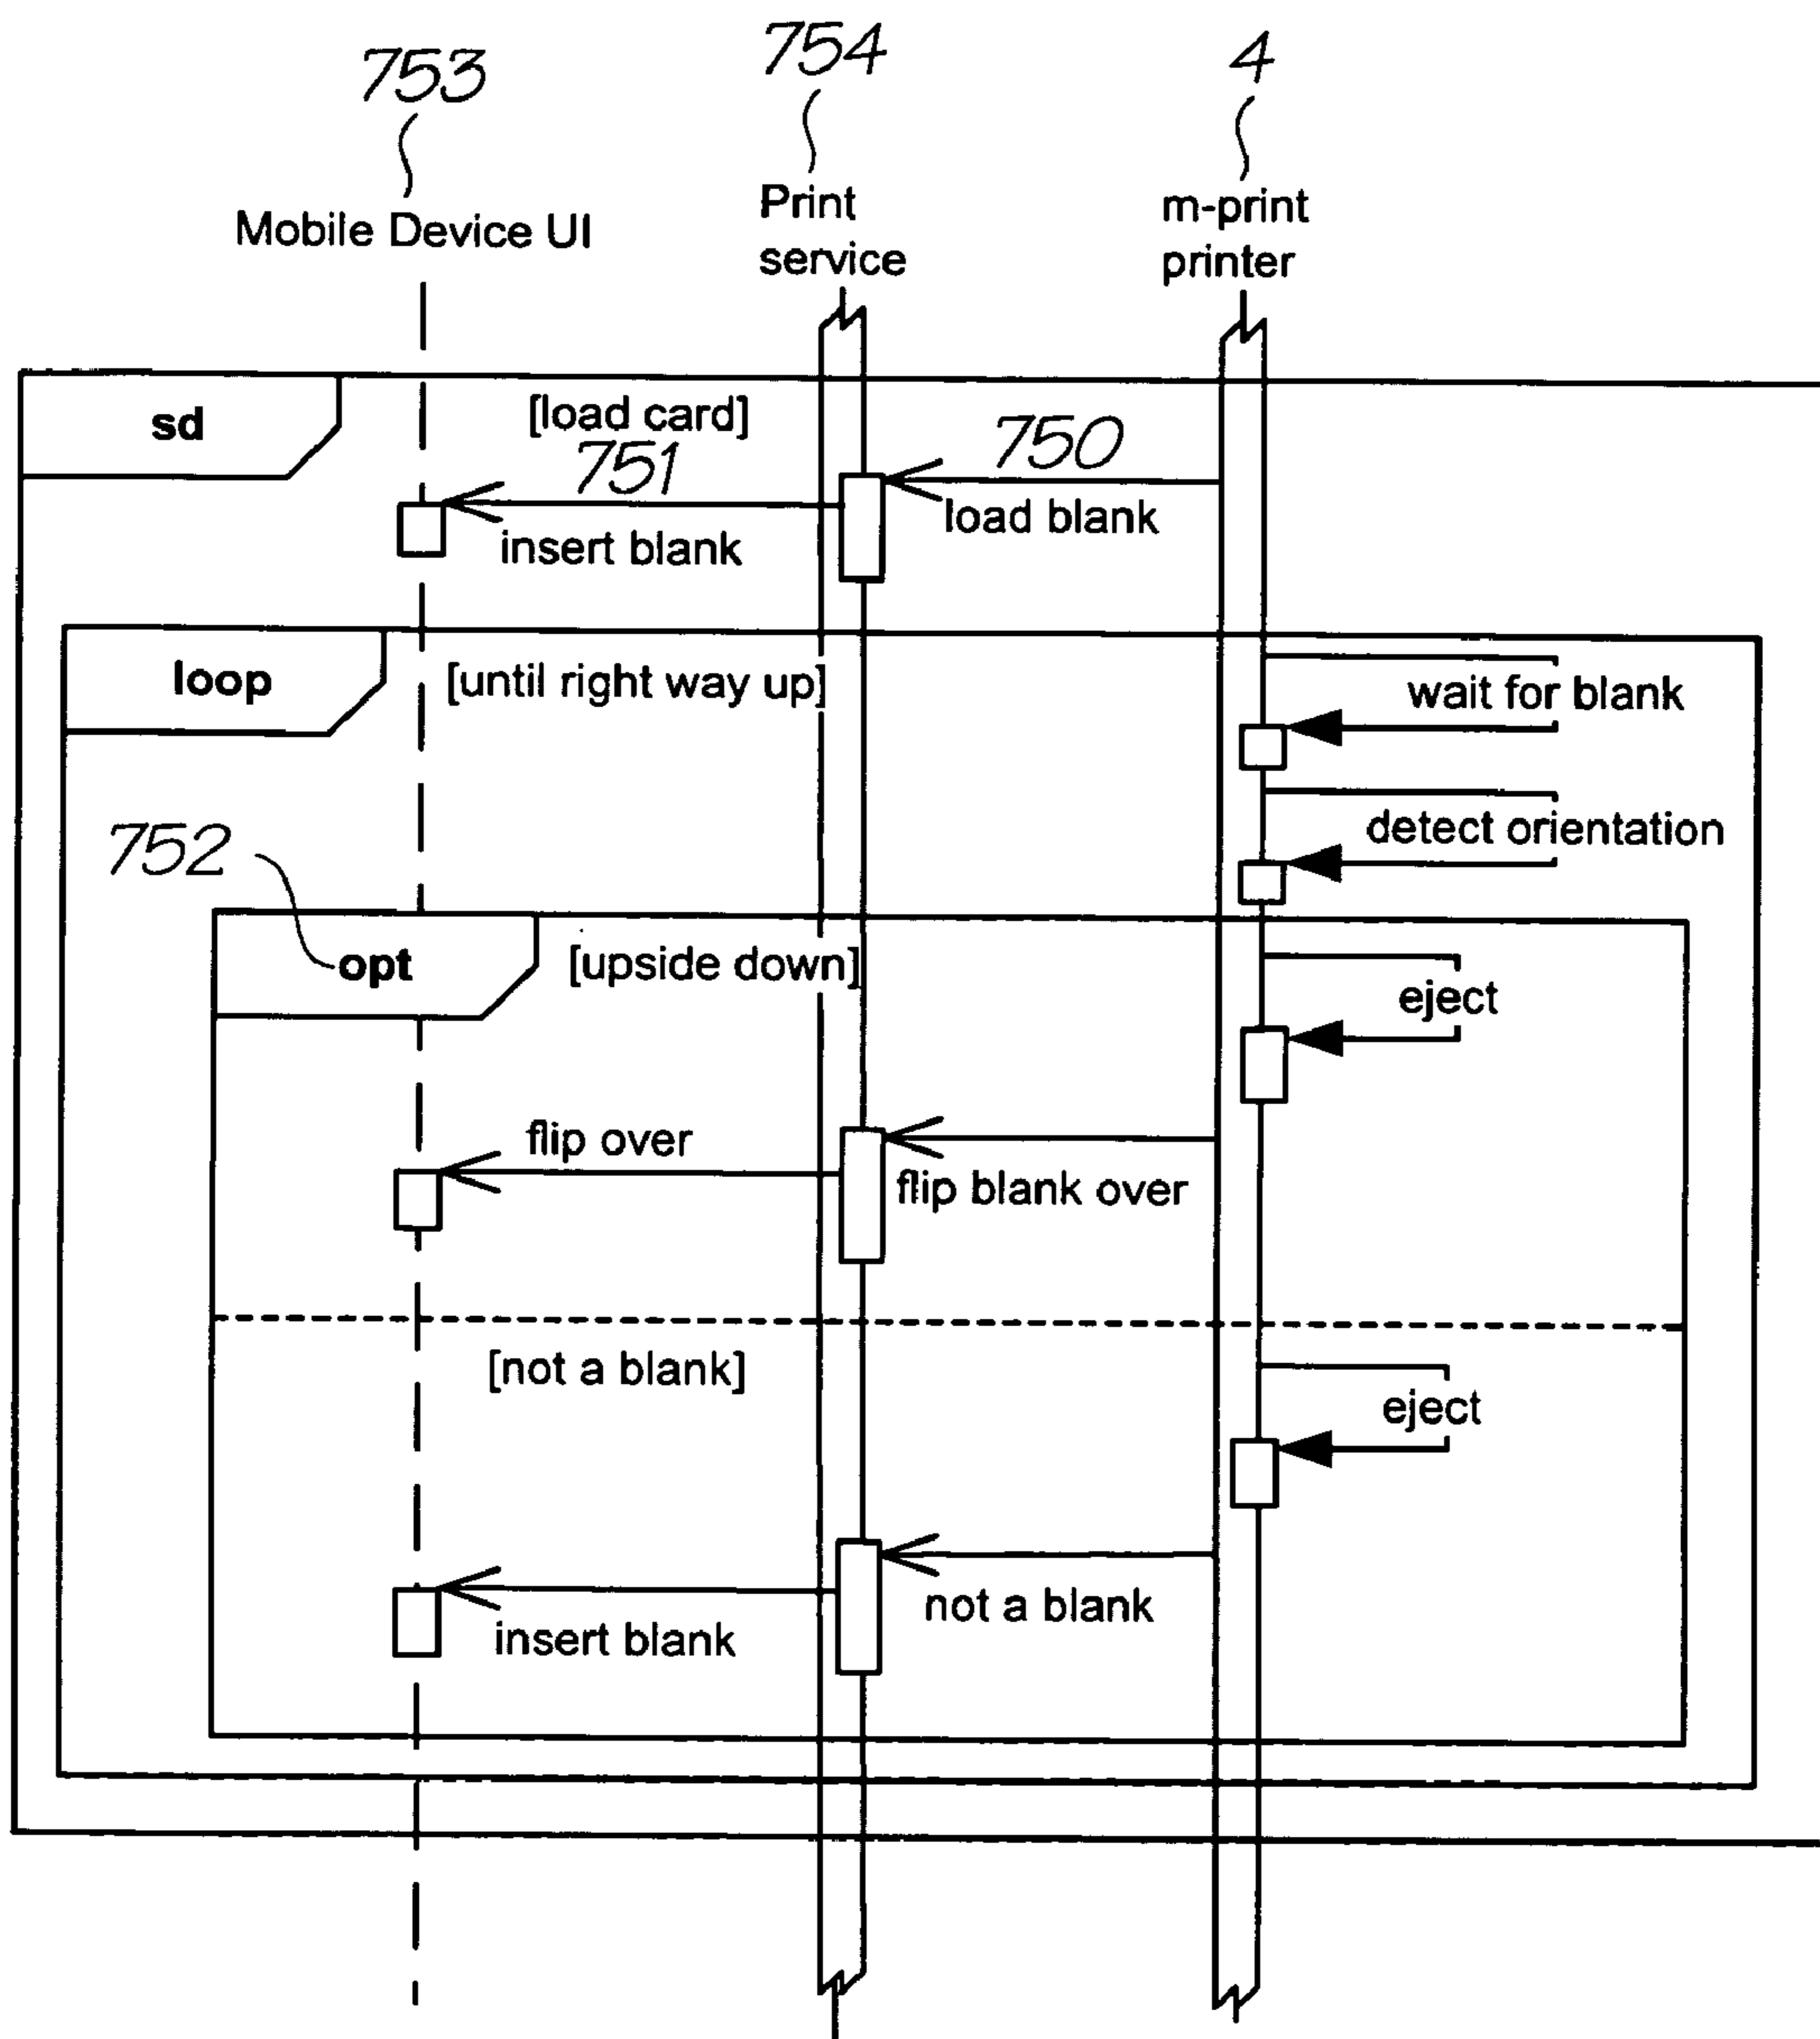 753
754
4
Mobile Device UI
Print
service
m-print
printer
sd
[load card]
751
750
insert blank
load blank
loop
[until right way up]
wait for blank
detect orientation
752
opt
[upside down]
eject
flip over
flip blank over
[not a blank]
eject
not a blank
insert blank